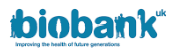 biobank uk
Improving the health of future generations